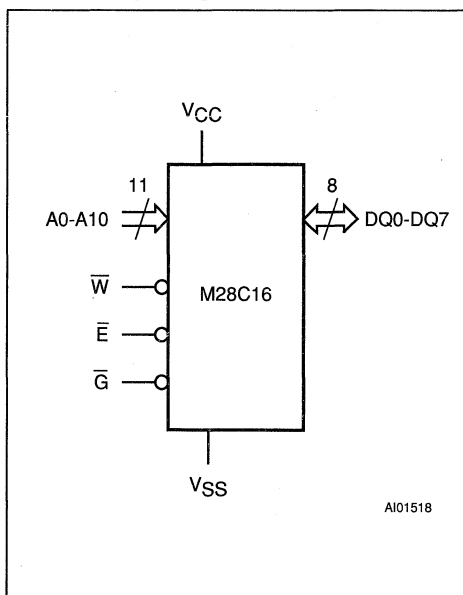 VCC
11
8
A0-A10
DQ0-DQ7
W̅
M28C16
E̅
G̅
VSS
AI01518